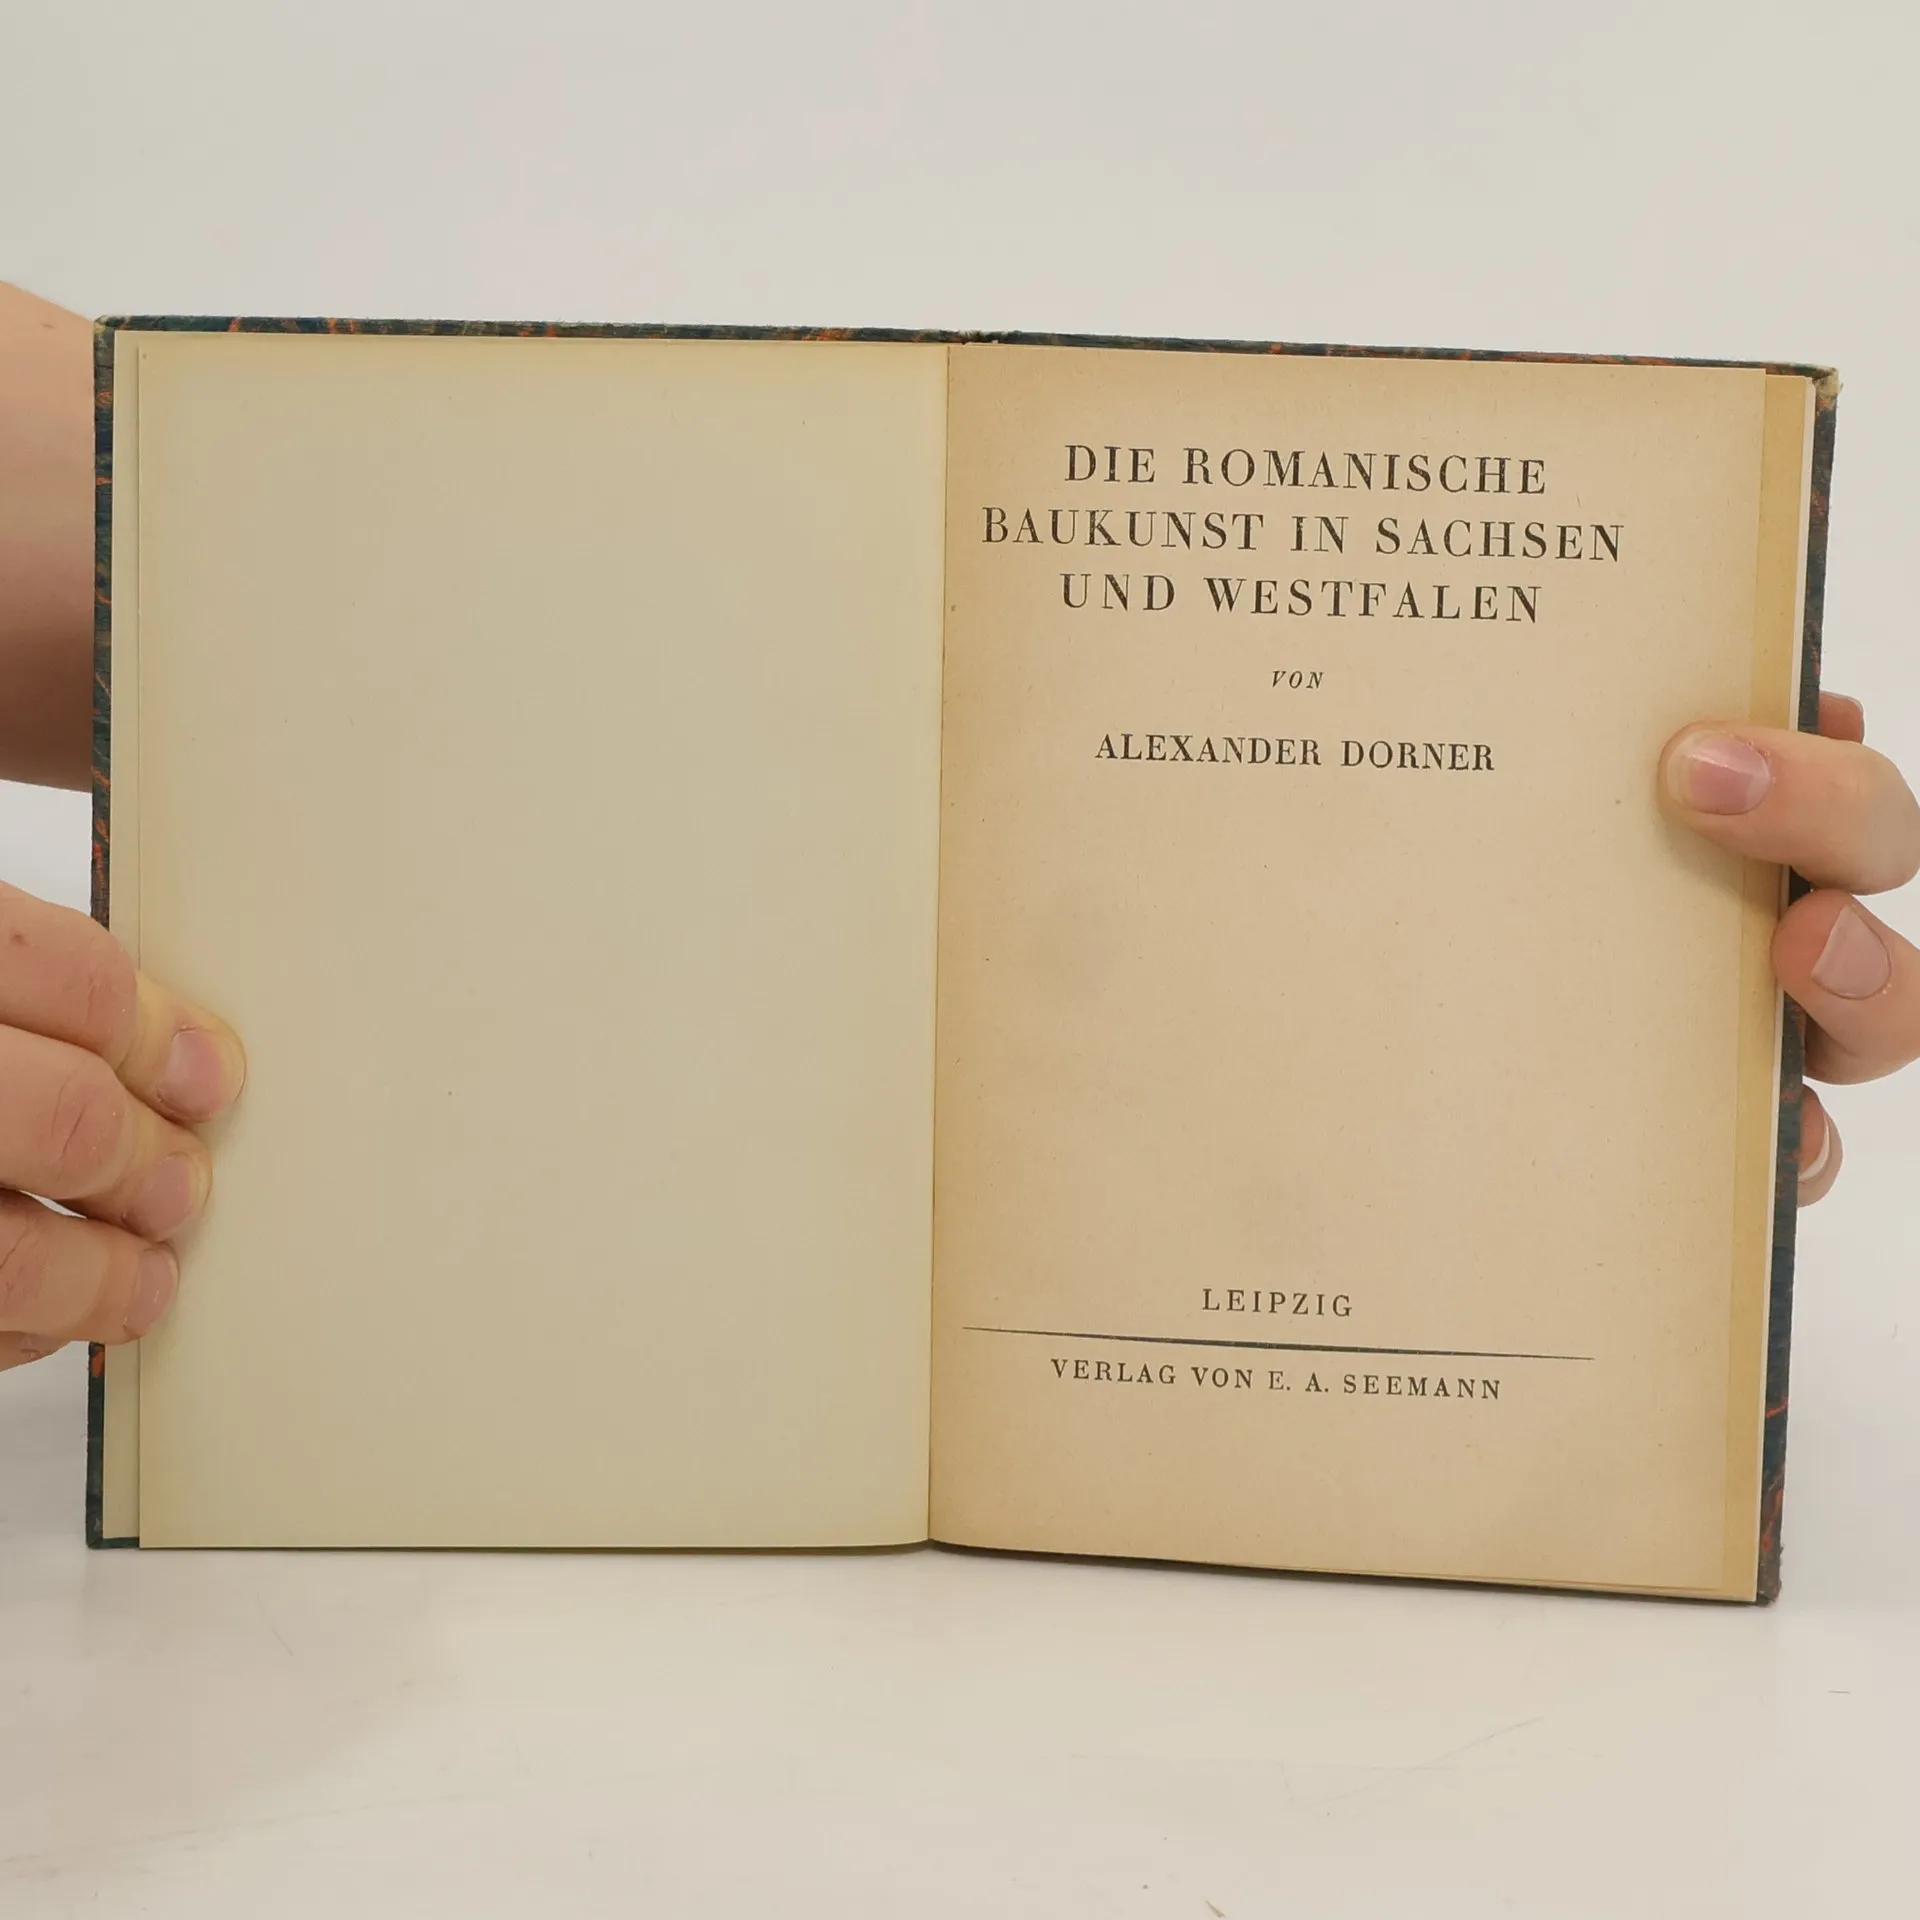 DIE ROMANISCHE
BAUKUNST IN SACHSEN
UND WESTFALEN
VON
ALEXANDER DORNER
LEIPZIG
VERLAG VON E. A. SEEMANN